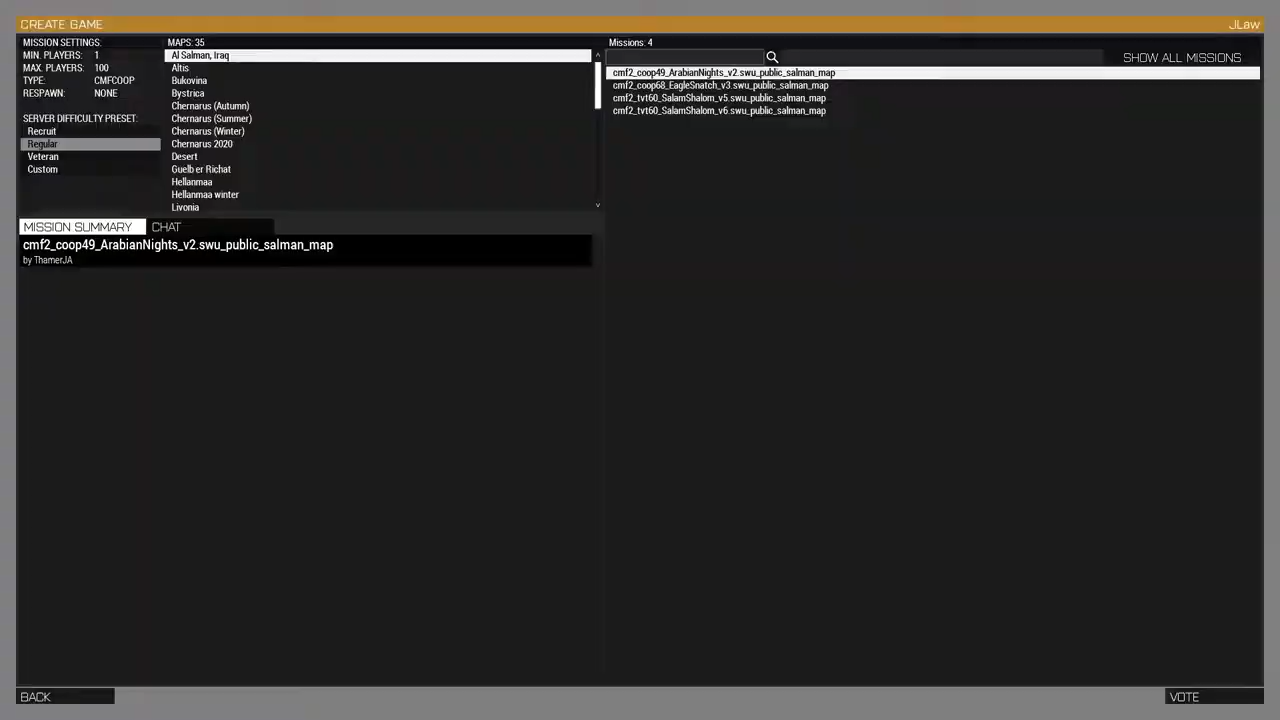 CREATE GAME
JLaw
MISSION SETTINGS:
MIN. PLAYERS: 1
MAX. PLAYERS: 100
TYPE: CMFCOOP
RESPAWN: NONE
SERVER DIFFICULTY PRESET:
Recruit
Regular
Veteran
Custom
MAPS: 35
Al Salman, Iraq
Altis
Bukovina
Bystrica
Chernarus (Autumn)
Chernarus (Summer)
Chernarus (Winter)
Chernarus 2020
Desert
Guelb er Richat
Hellanmaa
Hellanmaa winter
Livonia
Missions: 4
SHOW ALL MISSIONS
cmf2_coop49_ArabianNights_v2.swu_public_salman_map
cmf2_coop68_EagleSnatch_v3.swu_public_salman_map
cmf2_tvt60_SalamShalom_v5.swu_public_salman_map
cmf2_tvt60_SalamShalom_v6.swu_public_salman_map
MISSION SUMMARY
CHAT
cmf2_coop49_ArabianNights_v2.swu_public_salman_map
by ThamerJA
BACK
VOTE